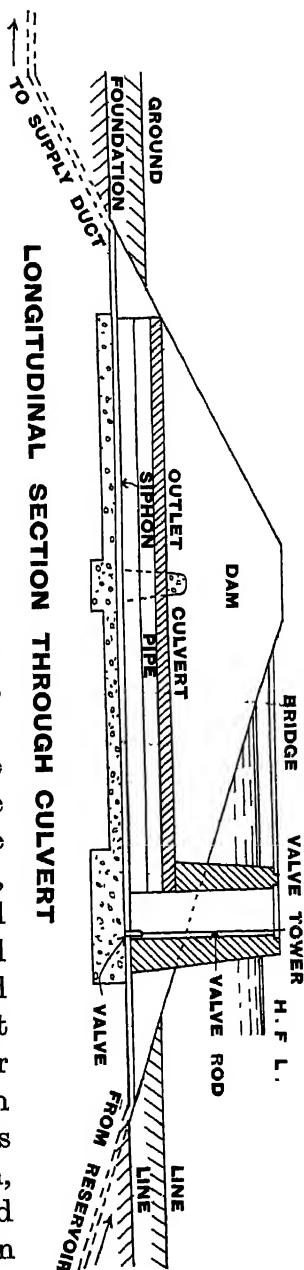 BRIDGE
VALVE TOWER
H. F. L.
DAM
VALVE ROD
GROUND
LINE
FOUNDATION
LINE
OUTLET CULVERT
SIPHON PIPE
VALVE
TO SUPPLY DUCT
FROM RESERVOIR
LONGITUDINAL SECTION THROUGH CULVERT